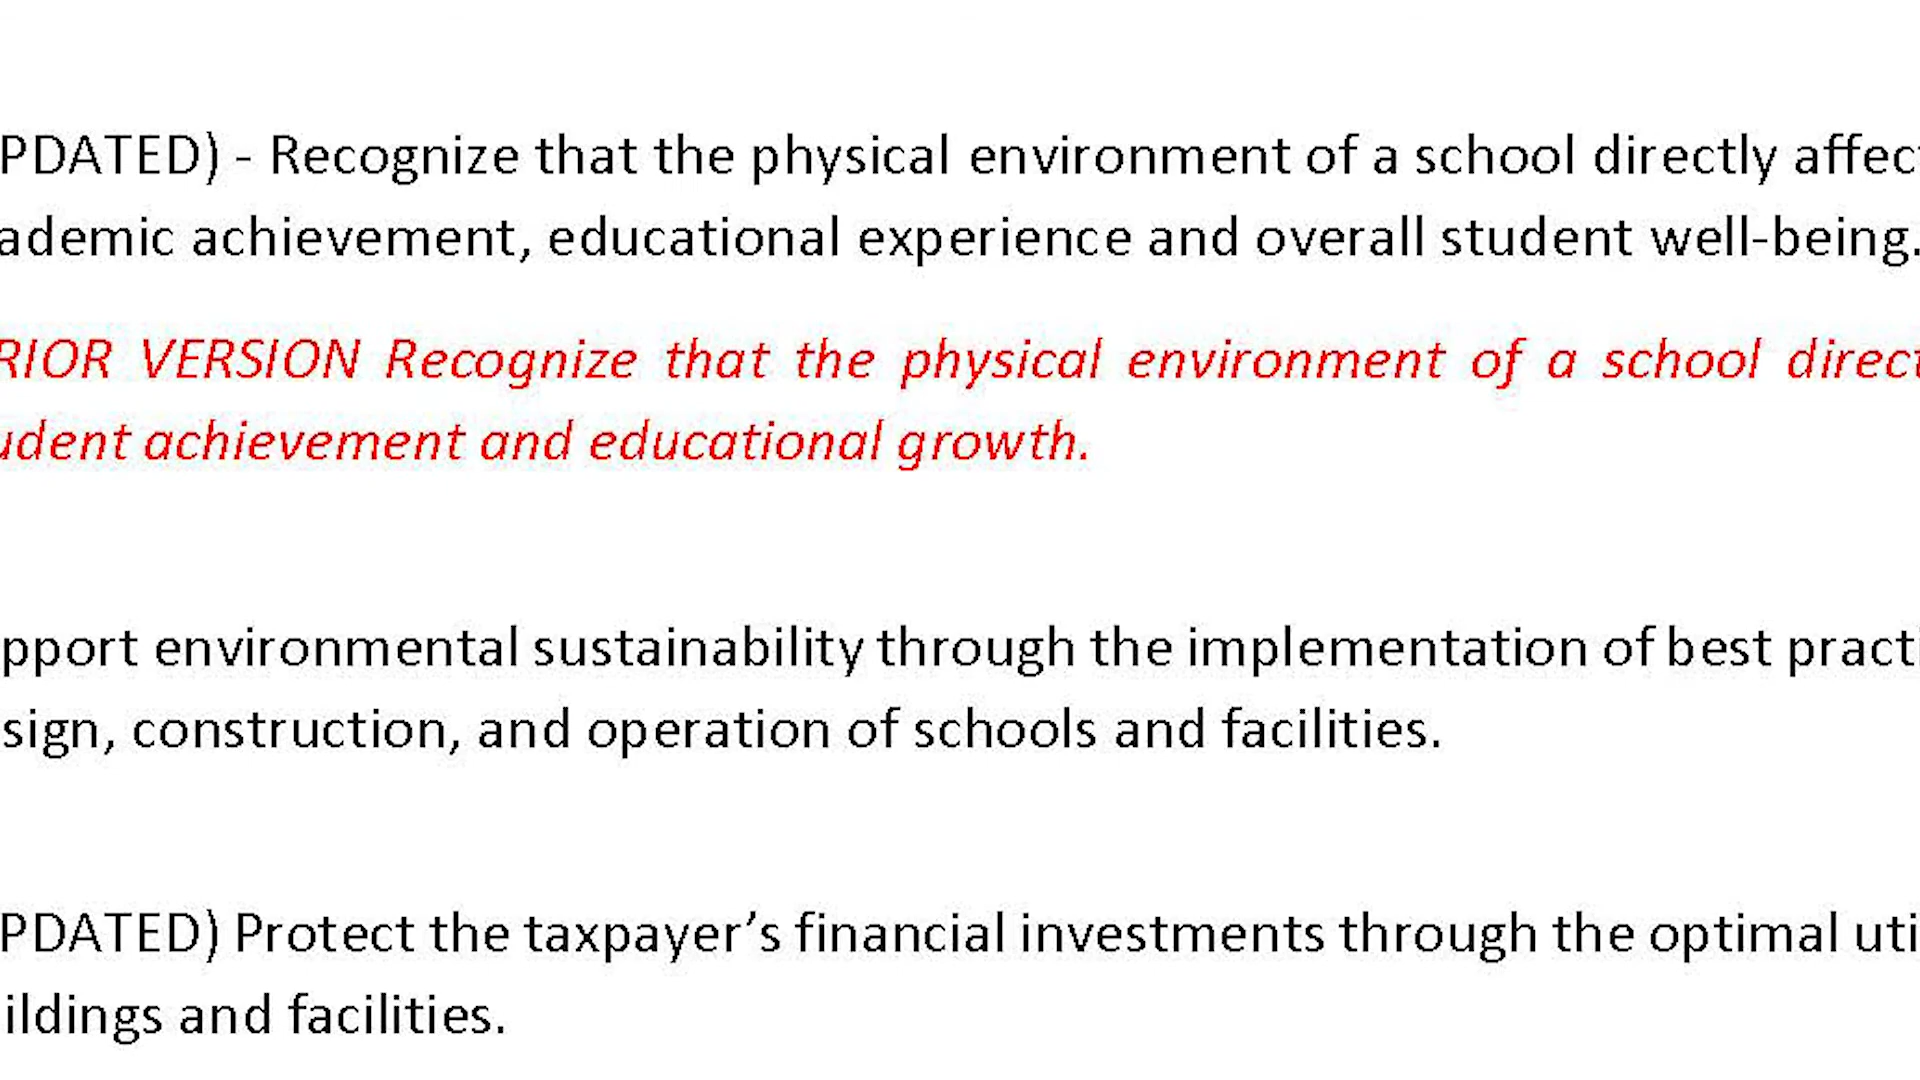 PDATED) - Recognize that the physical environment of a school directly affec
ademic achievement, educational experience and overall student well-being.
RIOR VERSION Recognize that the physical environment of a school direct
udent achievement and educational growth.
pport environmental sustainability through the implementation of best practi
sign, construction, and operation of schools and facilities.
PDATED) Protect the taxpayer’s financial investments through the optimal uti
ildings and facilities.